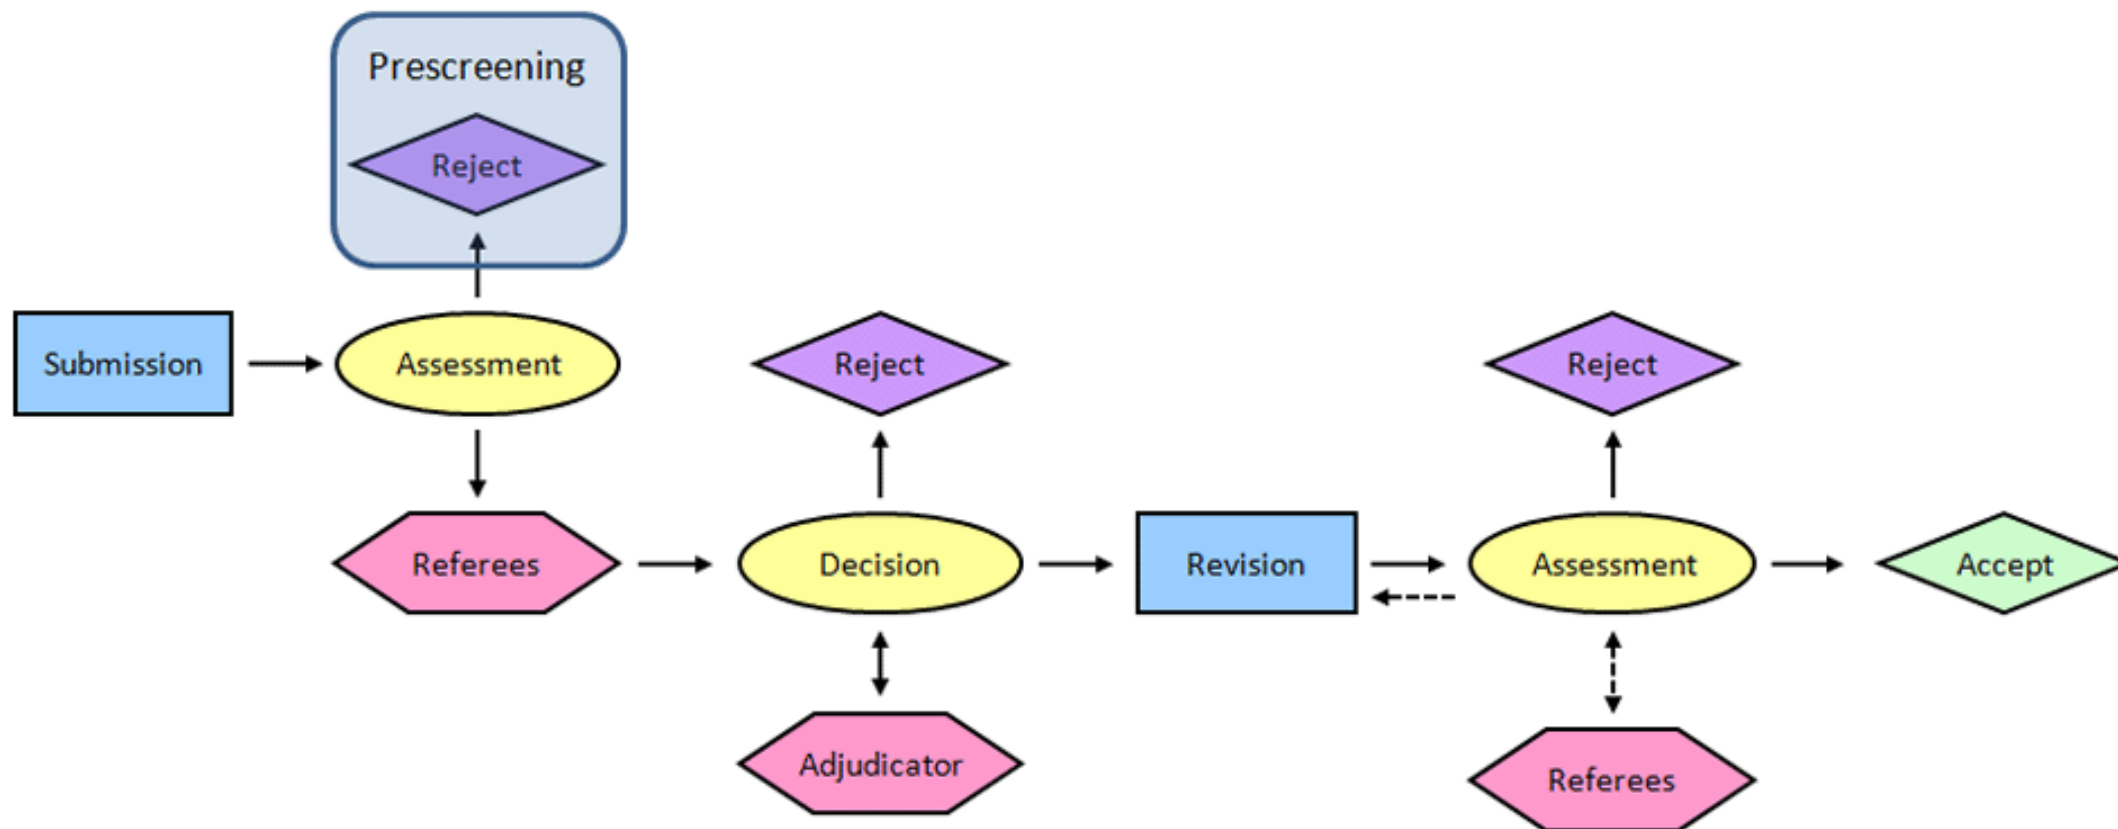 Prescreening
Reject
Submission
Assessment
Reject
Reject
Referees
Decision
Revision
Assessment
Accept
Adjudicator
Referees